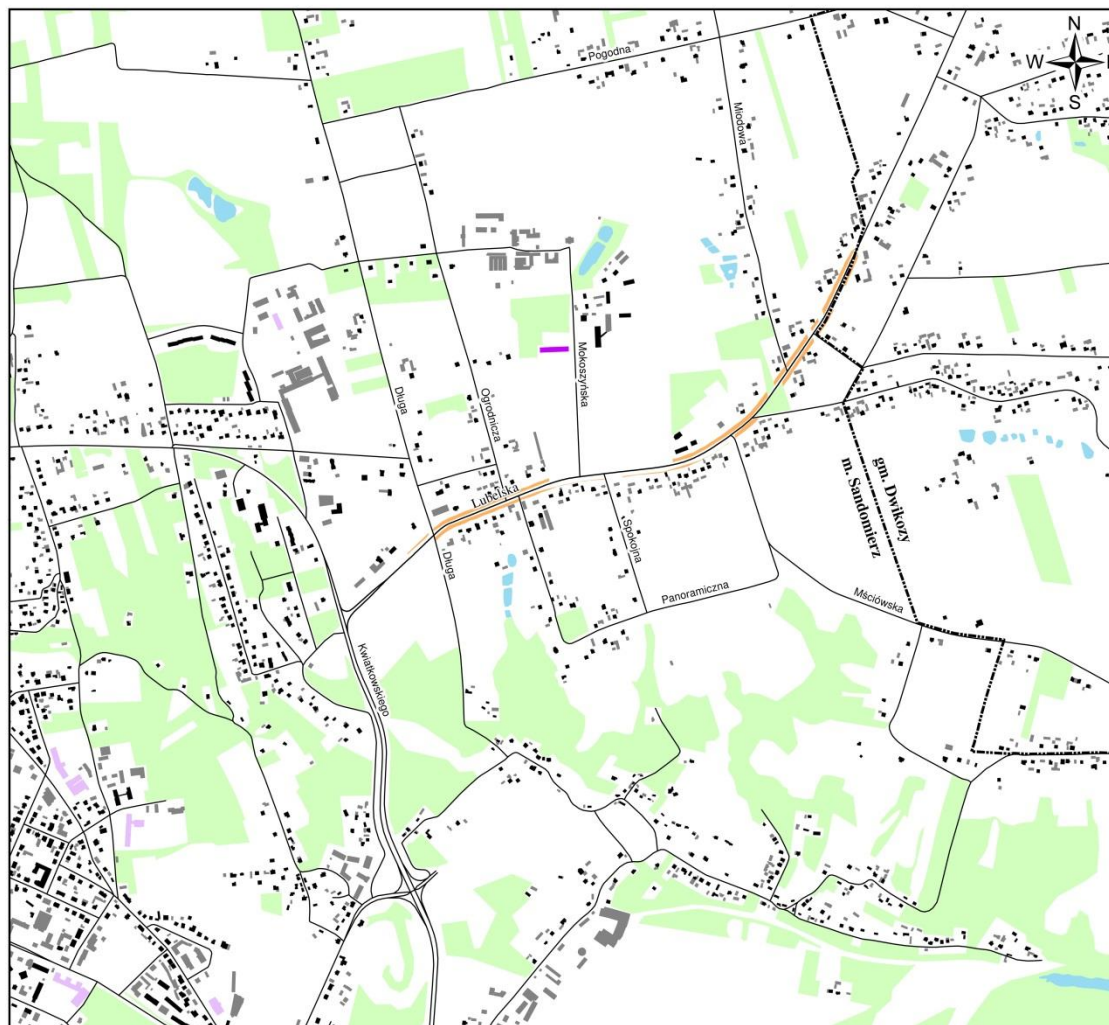 N
W
S
Pogodna
Miodowa
Mokoszyńska
Długa
Ogrodnicza
Lubelska
gm. Dwikozy
m. Sandomierz
Spokojna
Długa
Panoramiczna
Mściówska
Kwiatkowskiego